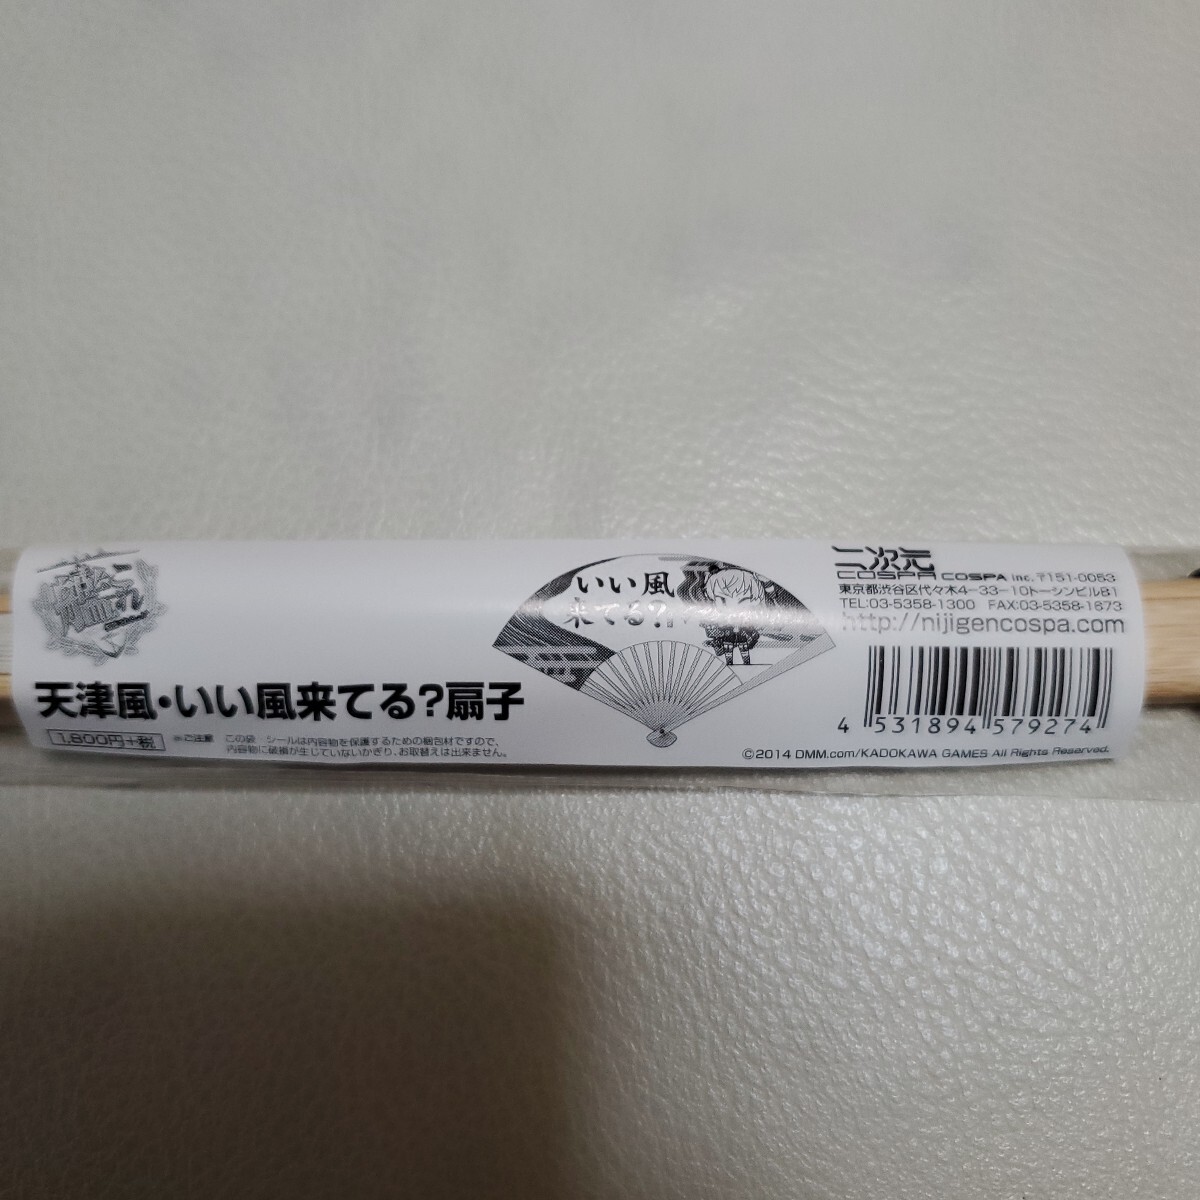 天津風・いい風来てる?扇子
1,800円+税
※ご注意 この袋、シールは内容物を保護するための梱包材ですので、
内容物に破損が生じていないかぎり、お取替えは出来ません。
いい風
来てる?
二次元
COSPA COSPA inc. 〒151-0053
東京都渋谷区代々木4-33-10トーシンビルB1
TEL:03-5358-1300 FAX:03-5358-1873
http://nijigencospa.com
4 531894 579274
©2014 DMM.com/KADOKAWA GAMES All Rights Reserved.